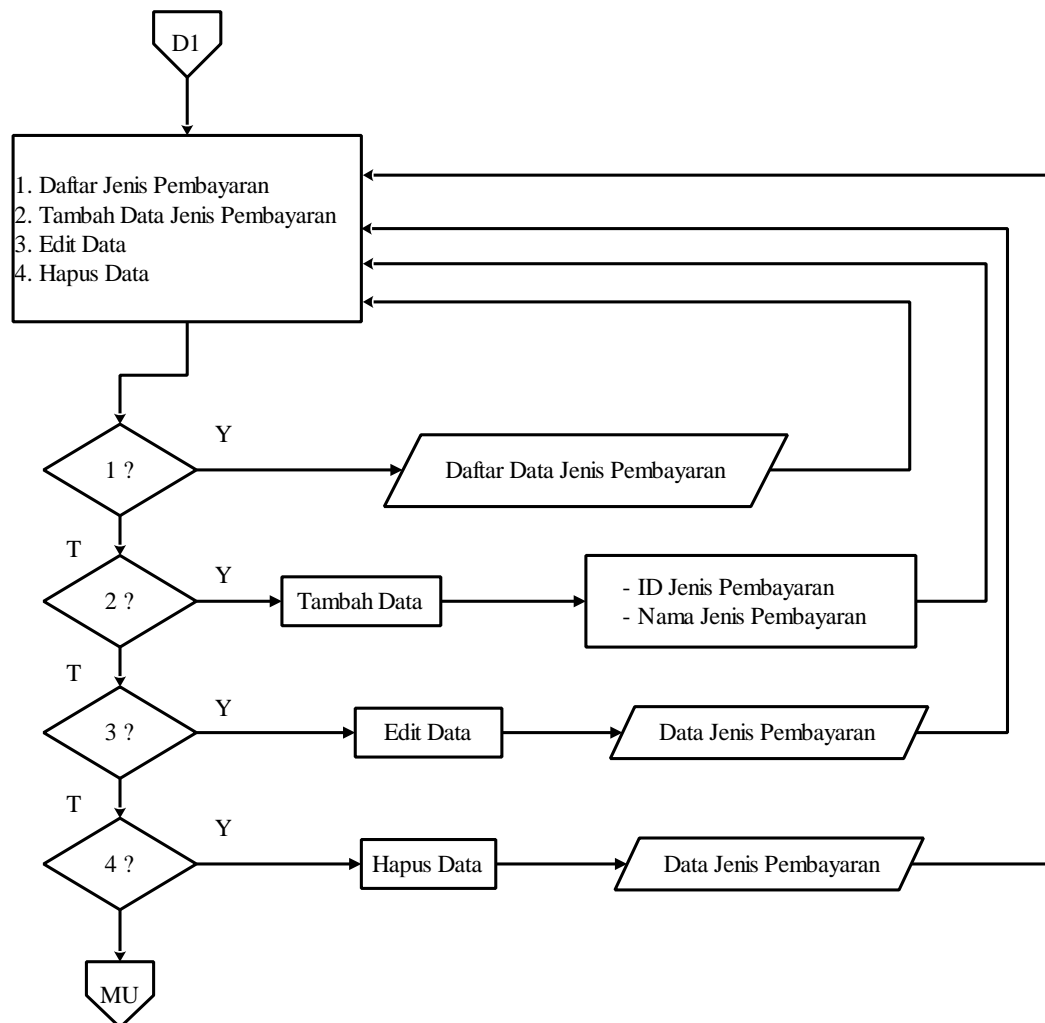 D1
1. Daftar Jenis Pembayaran
2. Tambah Data Jenis Pembayaran
3. Edit Data
4. Hapus Data
1 ?
Y
Daftar Data Jenis Pembayaran
T
2 ?
Y
Tambah Data
- ID Jenis Pembayaran
- Nama Jenis Pembayaran
T
3 ?
Y
Edit Data
Data Jenis Pembayaran
T
4 ?
Y
Hapus Data
Data Jenis Pembayaran
MU